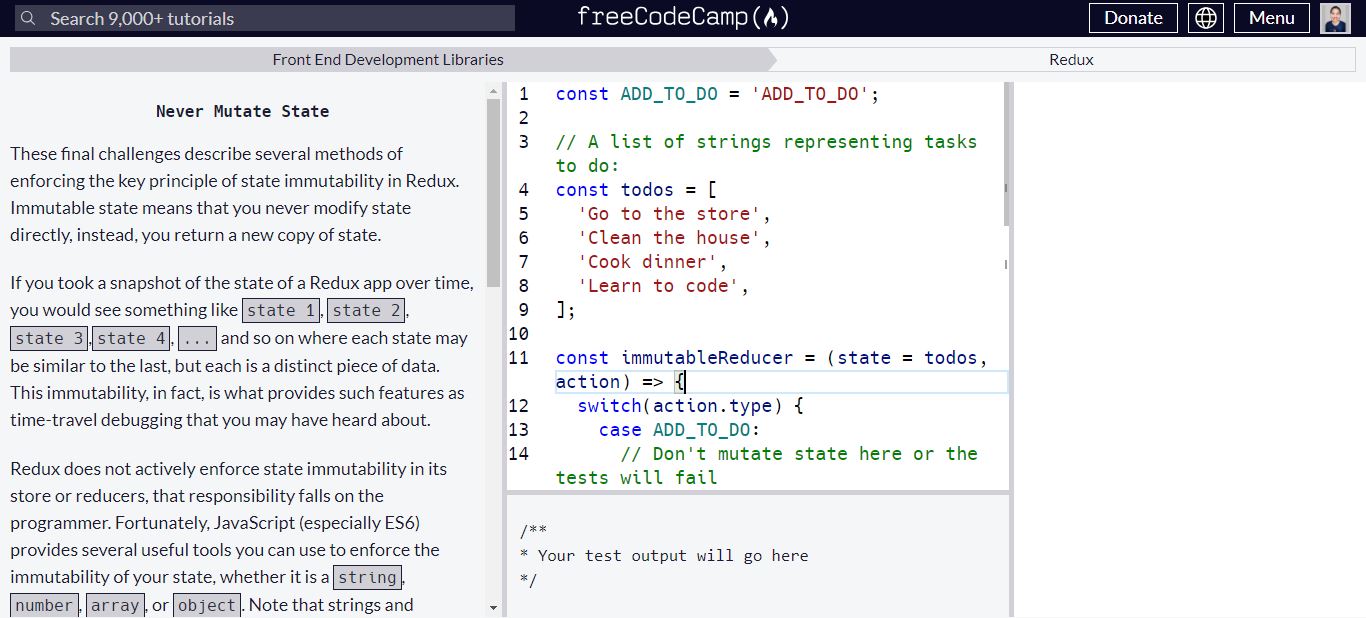 Search 9,000+ tutorials
freeCodeCamp
Donate
Menu
Front End Development Libraries
Redux
Never Mutate State
These final challenges describe several methods of
enforcing the key principle of state immutability in Redux.
Immutable state means that you never modify state
directly, instead, you return a new copy of state.
If you took a snapshot of the state of a Redux app over time,
you would see something like state 1, state 2,
state 3, state 4, ... and so on where each state may
be similar to the last, but each is a distinct piece of data.
This immutability, in fact, is what provides such features as
time-travel debugging that you may have heard about.
Redux does not actively enforce state immutability in its
store or reducers, that responsibility falls on the
programmer. Fortunately, JavaScript (especially ES6)
provides several useful tools you can use to enforce the
immutability of your state, whether it is a string,
number, array, or object. Note that strings and
1 const ADD_TO_DO = 'ADD_TO_DO';
2
3 // A list of strings representing tasks
to do:
4 const todos = [
5 'Go to the store',
6 'Clean the house',
7 'Cook dinner',
8 'Learn to code',
9 ];
10
11 const immutableReducer = (state = todos,
action) => {
12 switch(action.type) {
13 case ADD_TO_DO:
14 // Don't mutate state here or the
tests will fail
/**
* Your test output will go here
*/